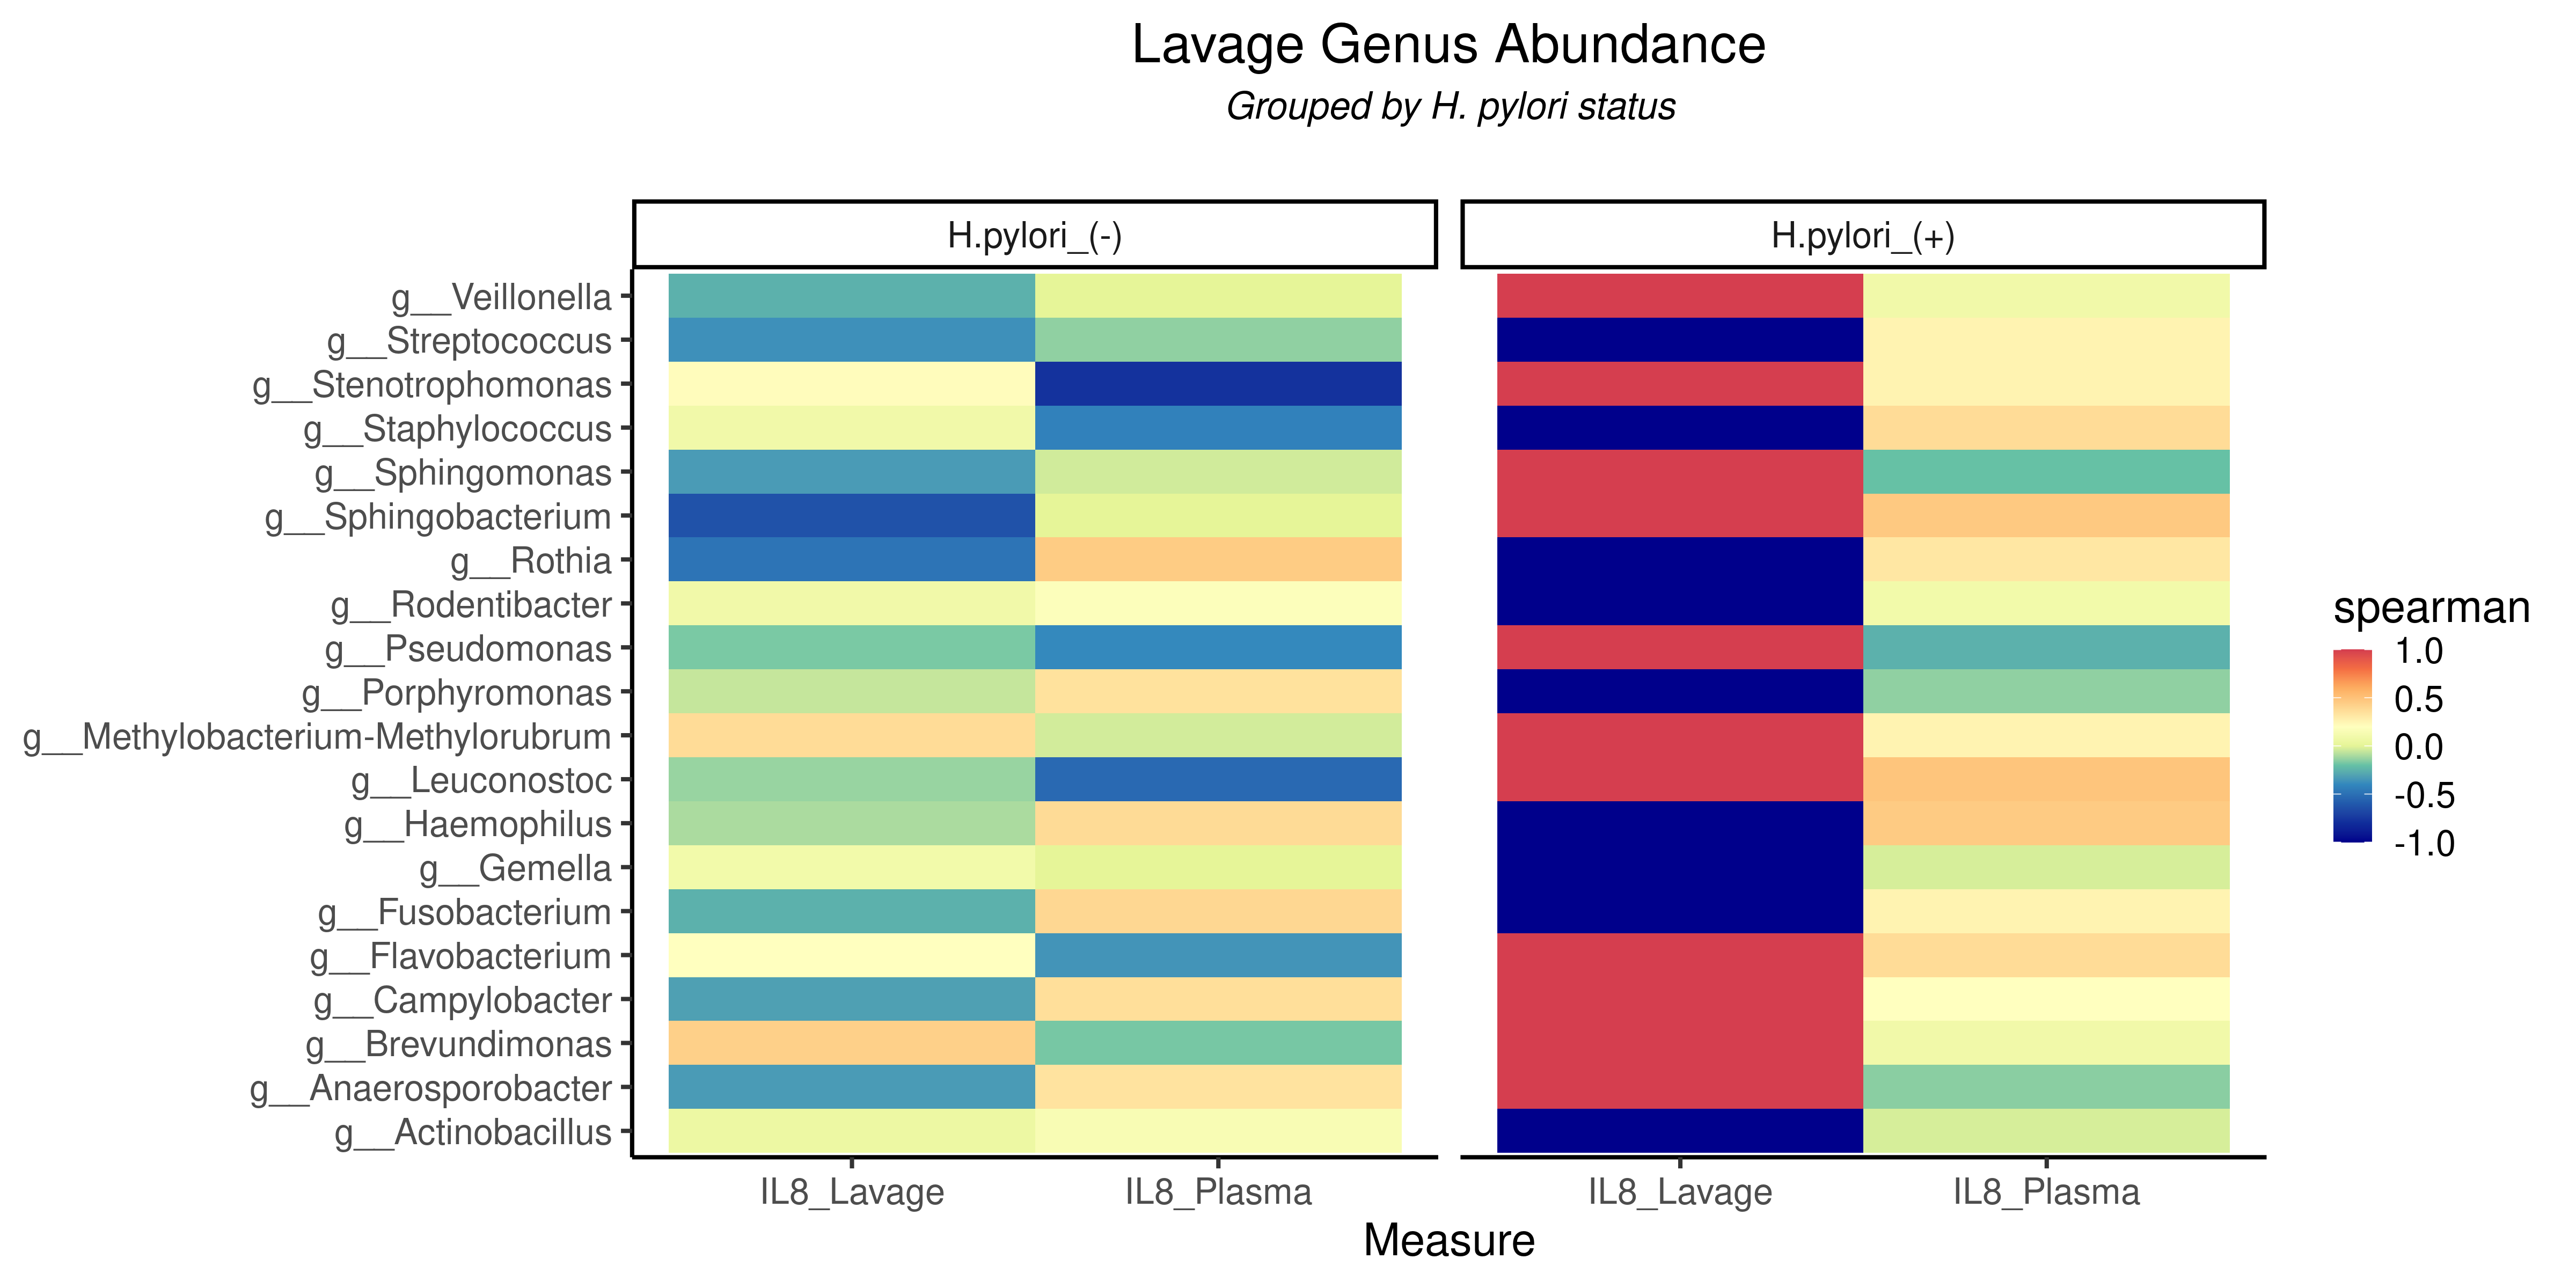 Lavage Genus Abundance
Grouped by H. pylori status
H.pylori_(-)
H.pylori_(+)
g__Veillonella
g__Streptococcus
g__Stenotrophomonas
g__Staphylococcus
g__Sphingomonas
g__Sphingobacterium
g__Rothia
g__Rodentibacter
g__Pseudomonas
g__Porphyromonas
g__Methylobacterium-Methylorubrum
g__Leuconostoc
g__Haemophilus
g__Gemella
g__Fusobacterium
g__Flavobacterium
g__Campylobacter
g__Brevundimonas
g__Anaerosporobacter
g__Actinobacillus
IL8_Lavage
IL8_Plasma
IL8_Lavage
IL8_Plasma
Measure
spearman
1.0
0.5
0.0
-0.5
-1.0